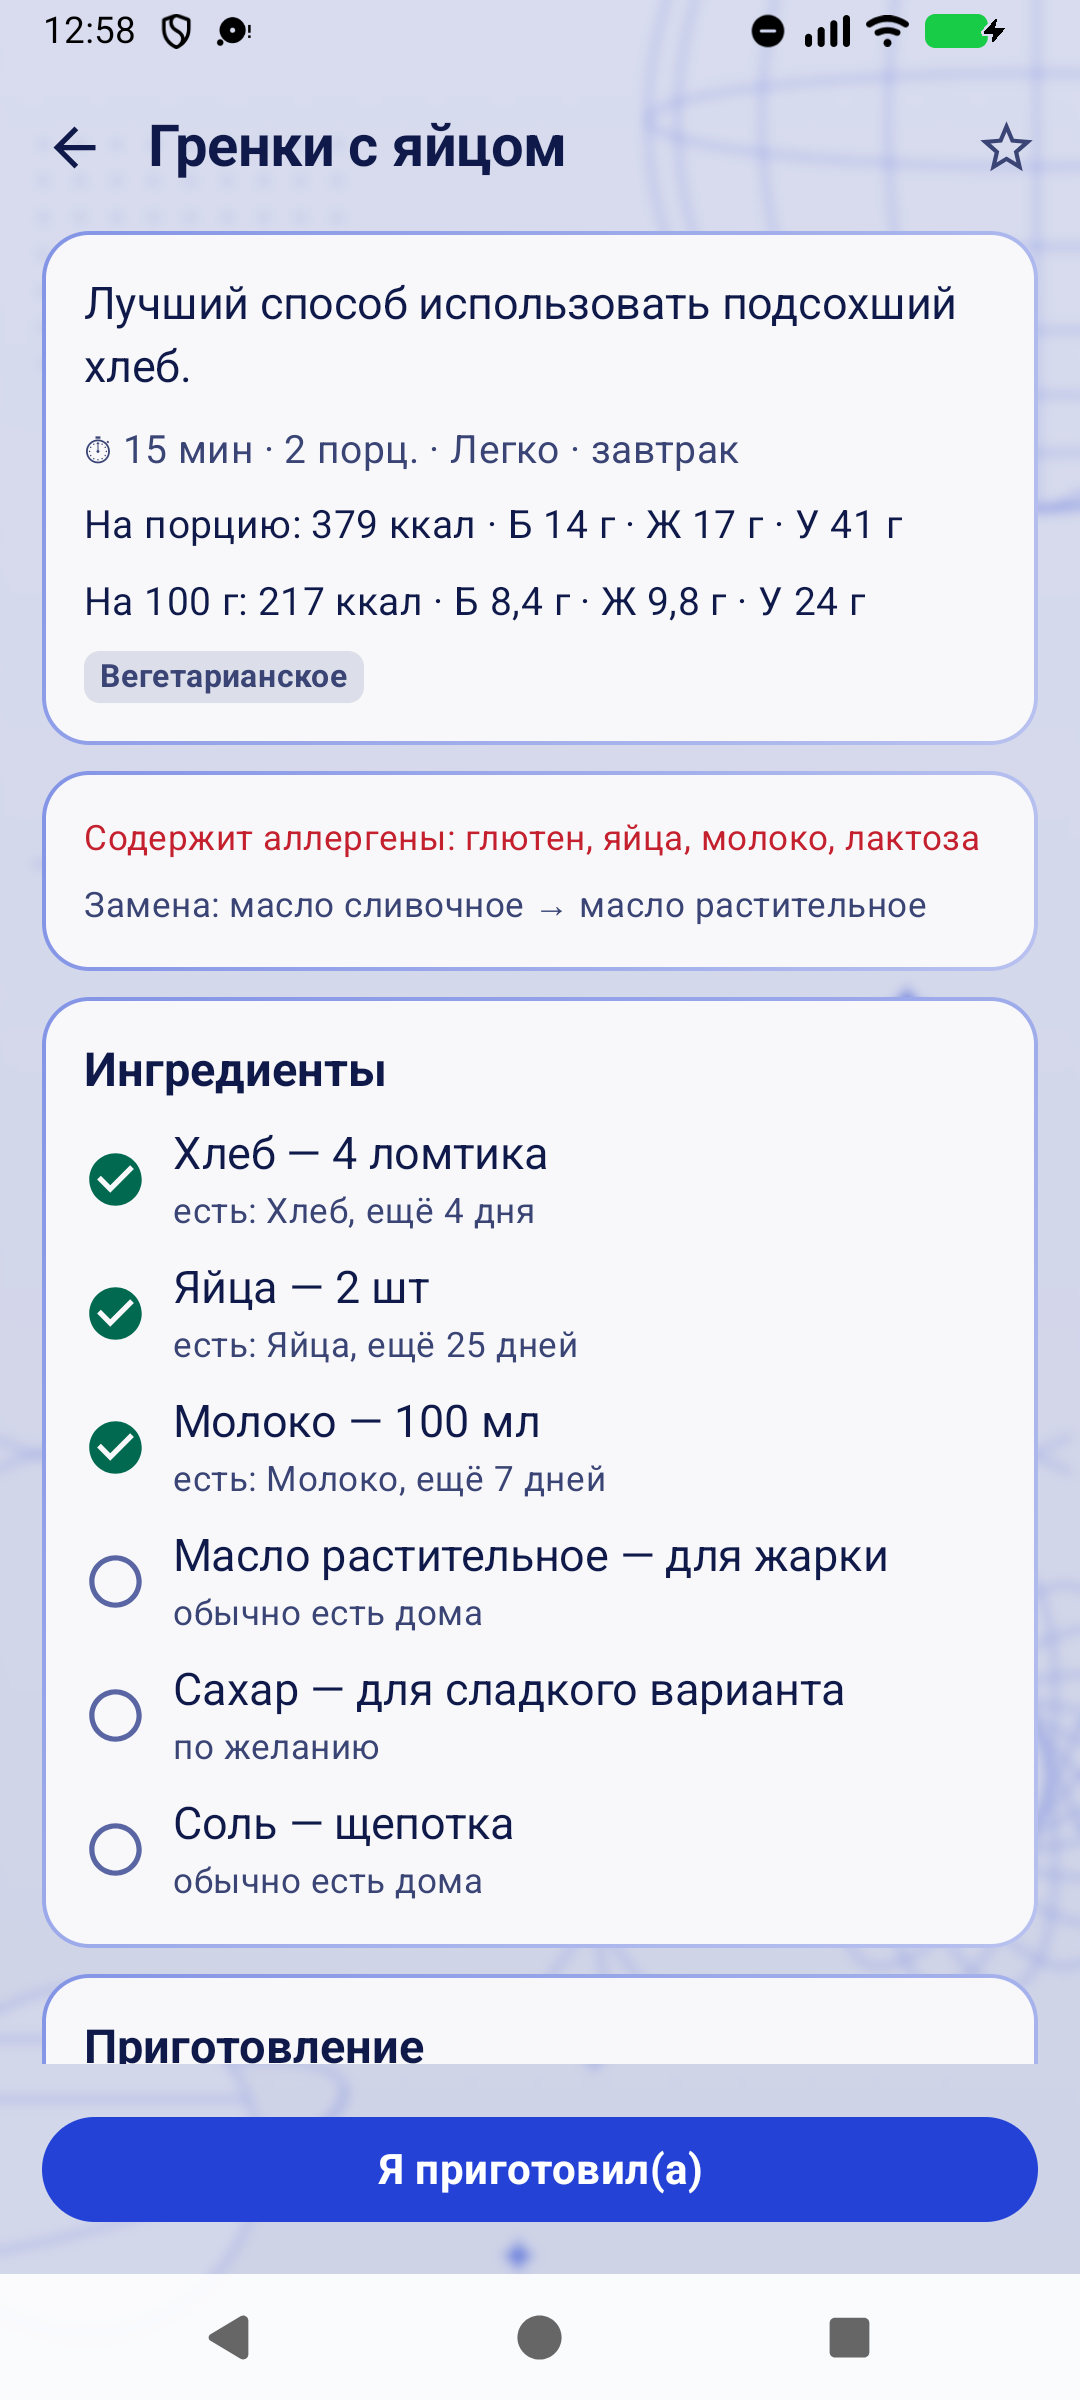 12:58
Гренки с яйцом
Лучший способ использовать подсохший
хлеб.
⏱ 15 мин · 2 порц. · Легко · завтрак
На порцию: 379 ккал · Б 14 г · Ж 17 г · У 41 г
На 100 г: 217 ккал · Б 8,4 г · Ж 9,8 г · У 24 г
Вегетарианское
Содержит аллергены: глютен, яйца, молоко, лактоза
Замена: масло сливочное → масло растительное
Ингредиенты
Хлеб — 4 ломтика
есть: Хлеб, ещё 4 дня
Яйца — 2 шт
есть: Яйца, ещё 25 дней
Молоко — 100 мл
есть: Молоко, ещё 7 дней
Масло растительное — для жарки
обычно есть дома
Сахар — для сладкого варианта
по желанию
Соль — щепотка
обычно есть дома
Приготовление
Я приготовил(а)